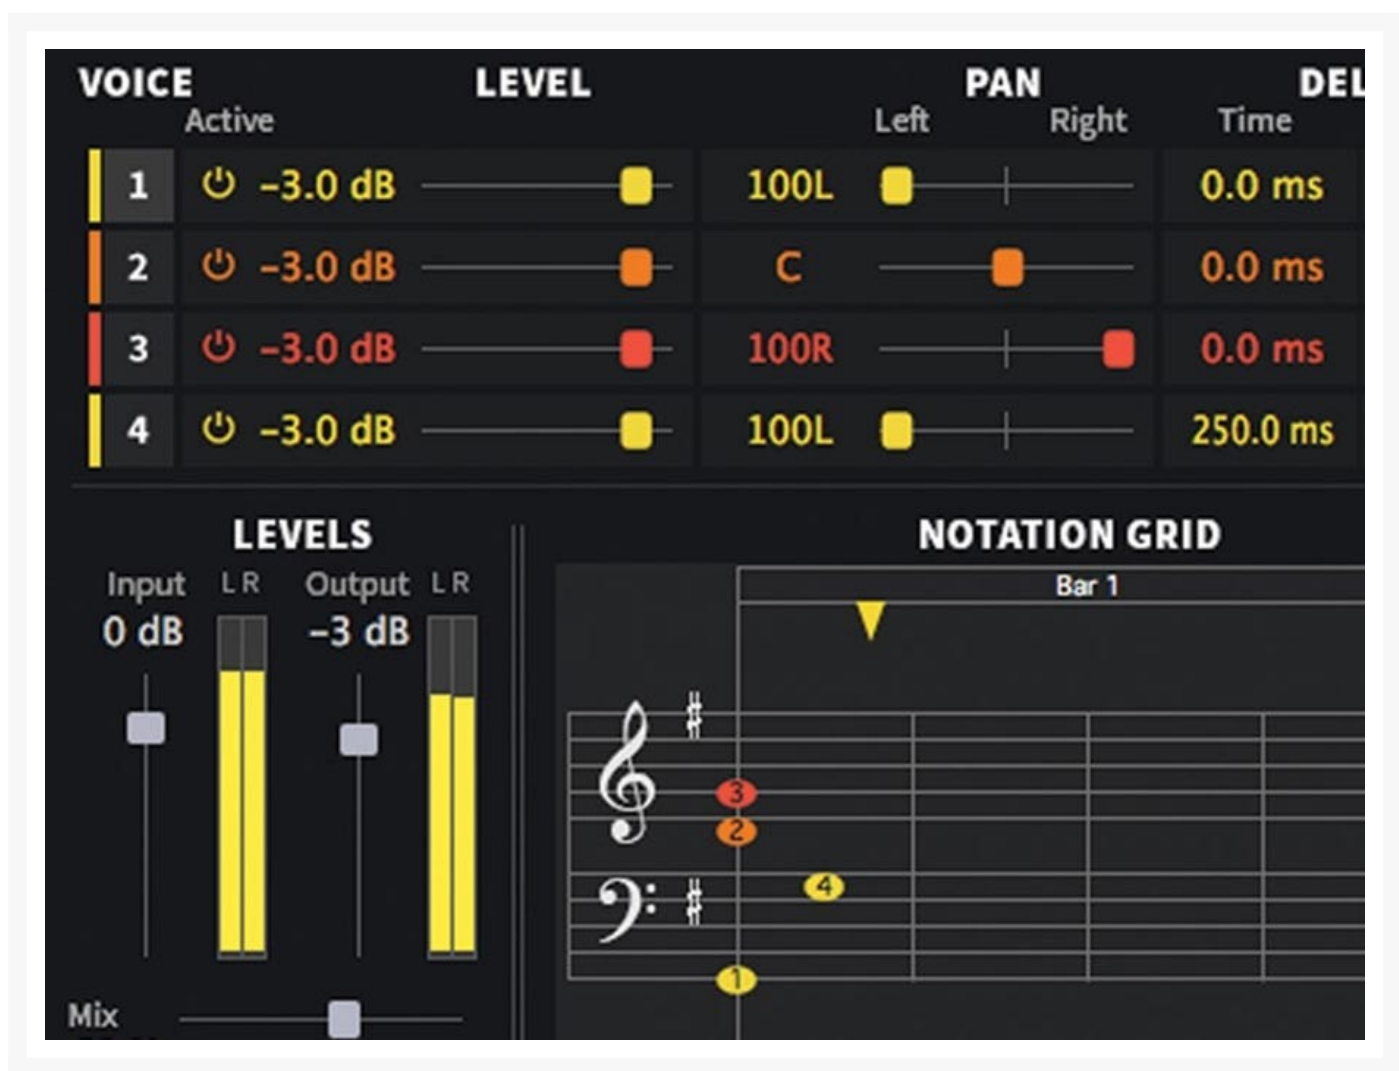 VOICE LEVEL PAN DEL
Active Left Right Time
1 –3.0 dB 100L 0.0 ms
2 –3.0 dB C 0.0 ms
3 –3.0 dB 100R 0.0 ms
4 –3.0 dB 100L 250.0 ms
LEVELS
Input L R Output L R
0 dB –3 dB
Mix
NOTATION GRID
Bar 1
3
2
4
1